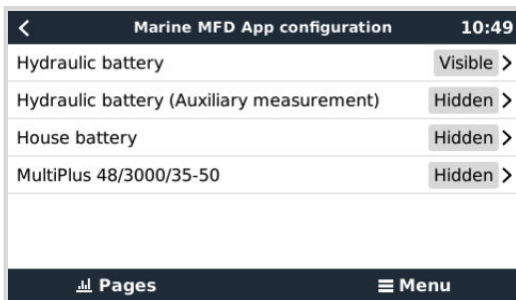 Marine MFD App configuration 10:49
Hydraulic battery Visible
Hydraulic battery (Auxiliary measurement) Hidden
House battery Hidden
MultiPlus 48/3000/35-50 Hidden
Pages Menu